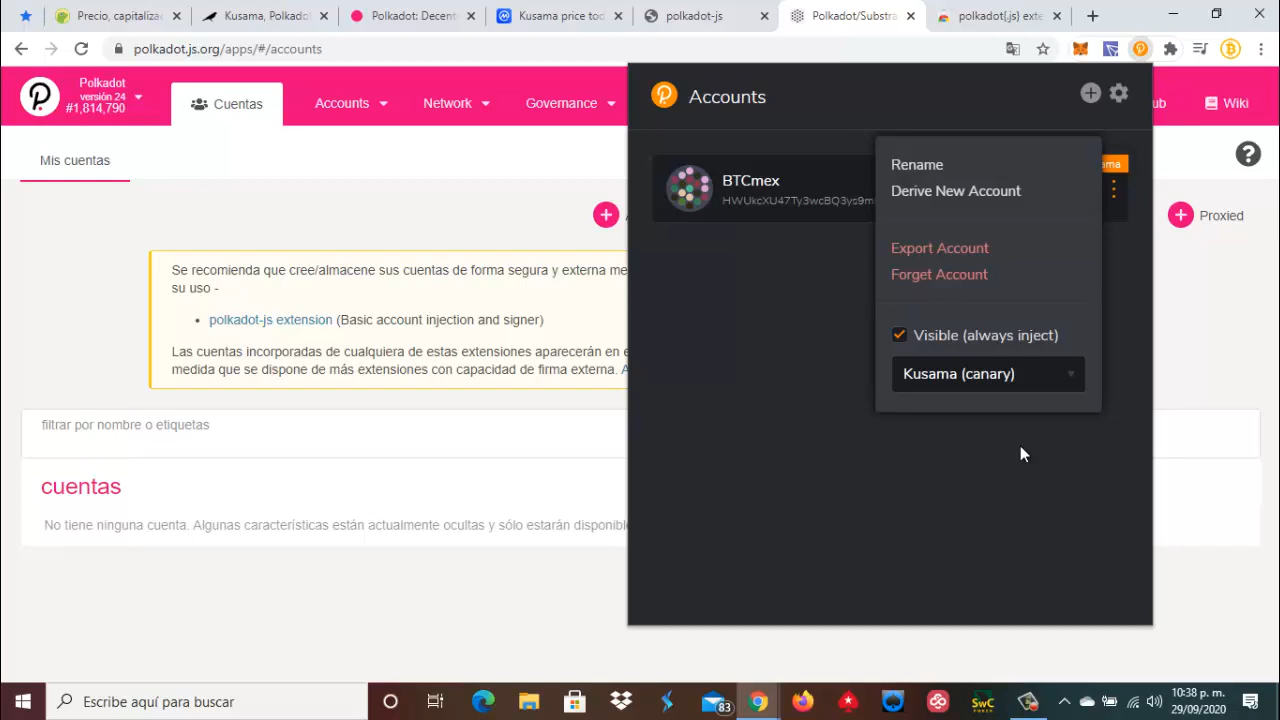 Precio, capitaliza
Kusama, Polkado
Polkadot: Decent
Kusama price tod
polkadot-js
Polkadot/Substra
polkadot{.js} exte
polkadot.js.org/apps/#/accounts
Polkadot
versión 24
#1,814,790
Cuentas
Accounts
Network
Governance
Wiki
Mis cuentas
Proxied
Se recomienda que cree/almacene sus cuentas de forma segura y externa me
su uso -
polkadot-js extension (Basic account injection and signer)
Las cuentas incorporadas de cualquiera de estas extensiones aparecerán en e
medida que se dispone de más extensiones con capacidad de firma externa. A
filtrar por nombre o etiquetas
cuentas
No tiene ninguna cuenta. Algunas características están actualmente ocultas y sólo estarán disponible
Accounts
BTCmex
HWUkcXU47Ty3wcBQ3ys9m
ama
Rename
Derive New Account
Export Account
Forget Account
Visible (always inject)
Kusama (canary)
Escribe aquí para buscar
83
SwC
10:38 p. m.
29/09/2020